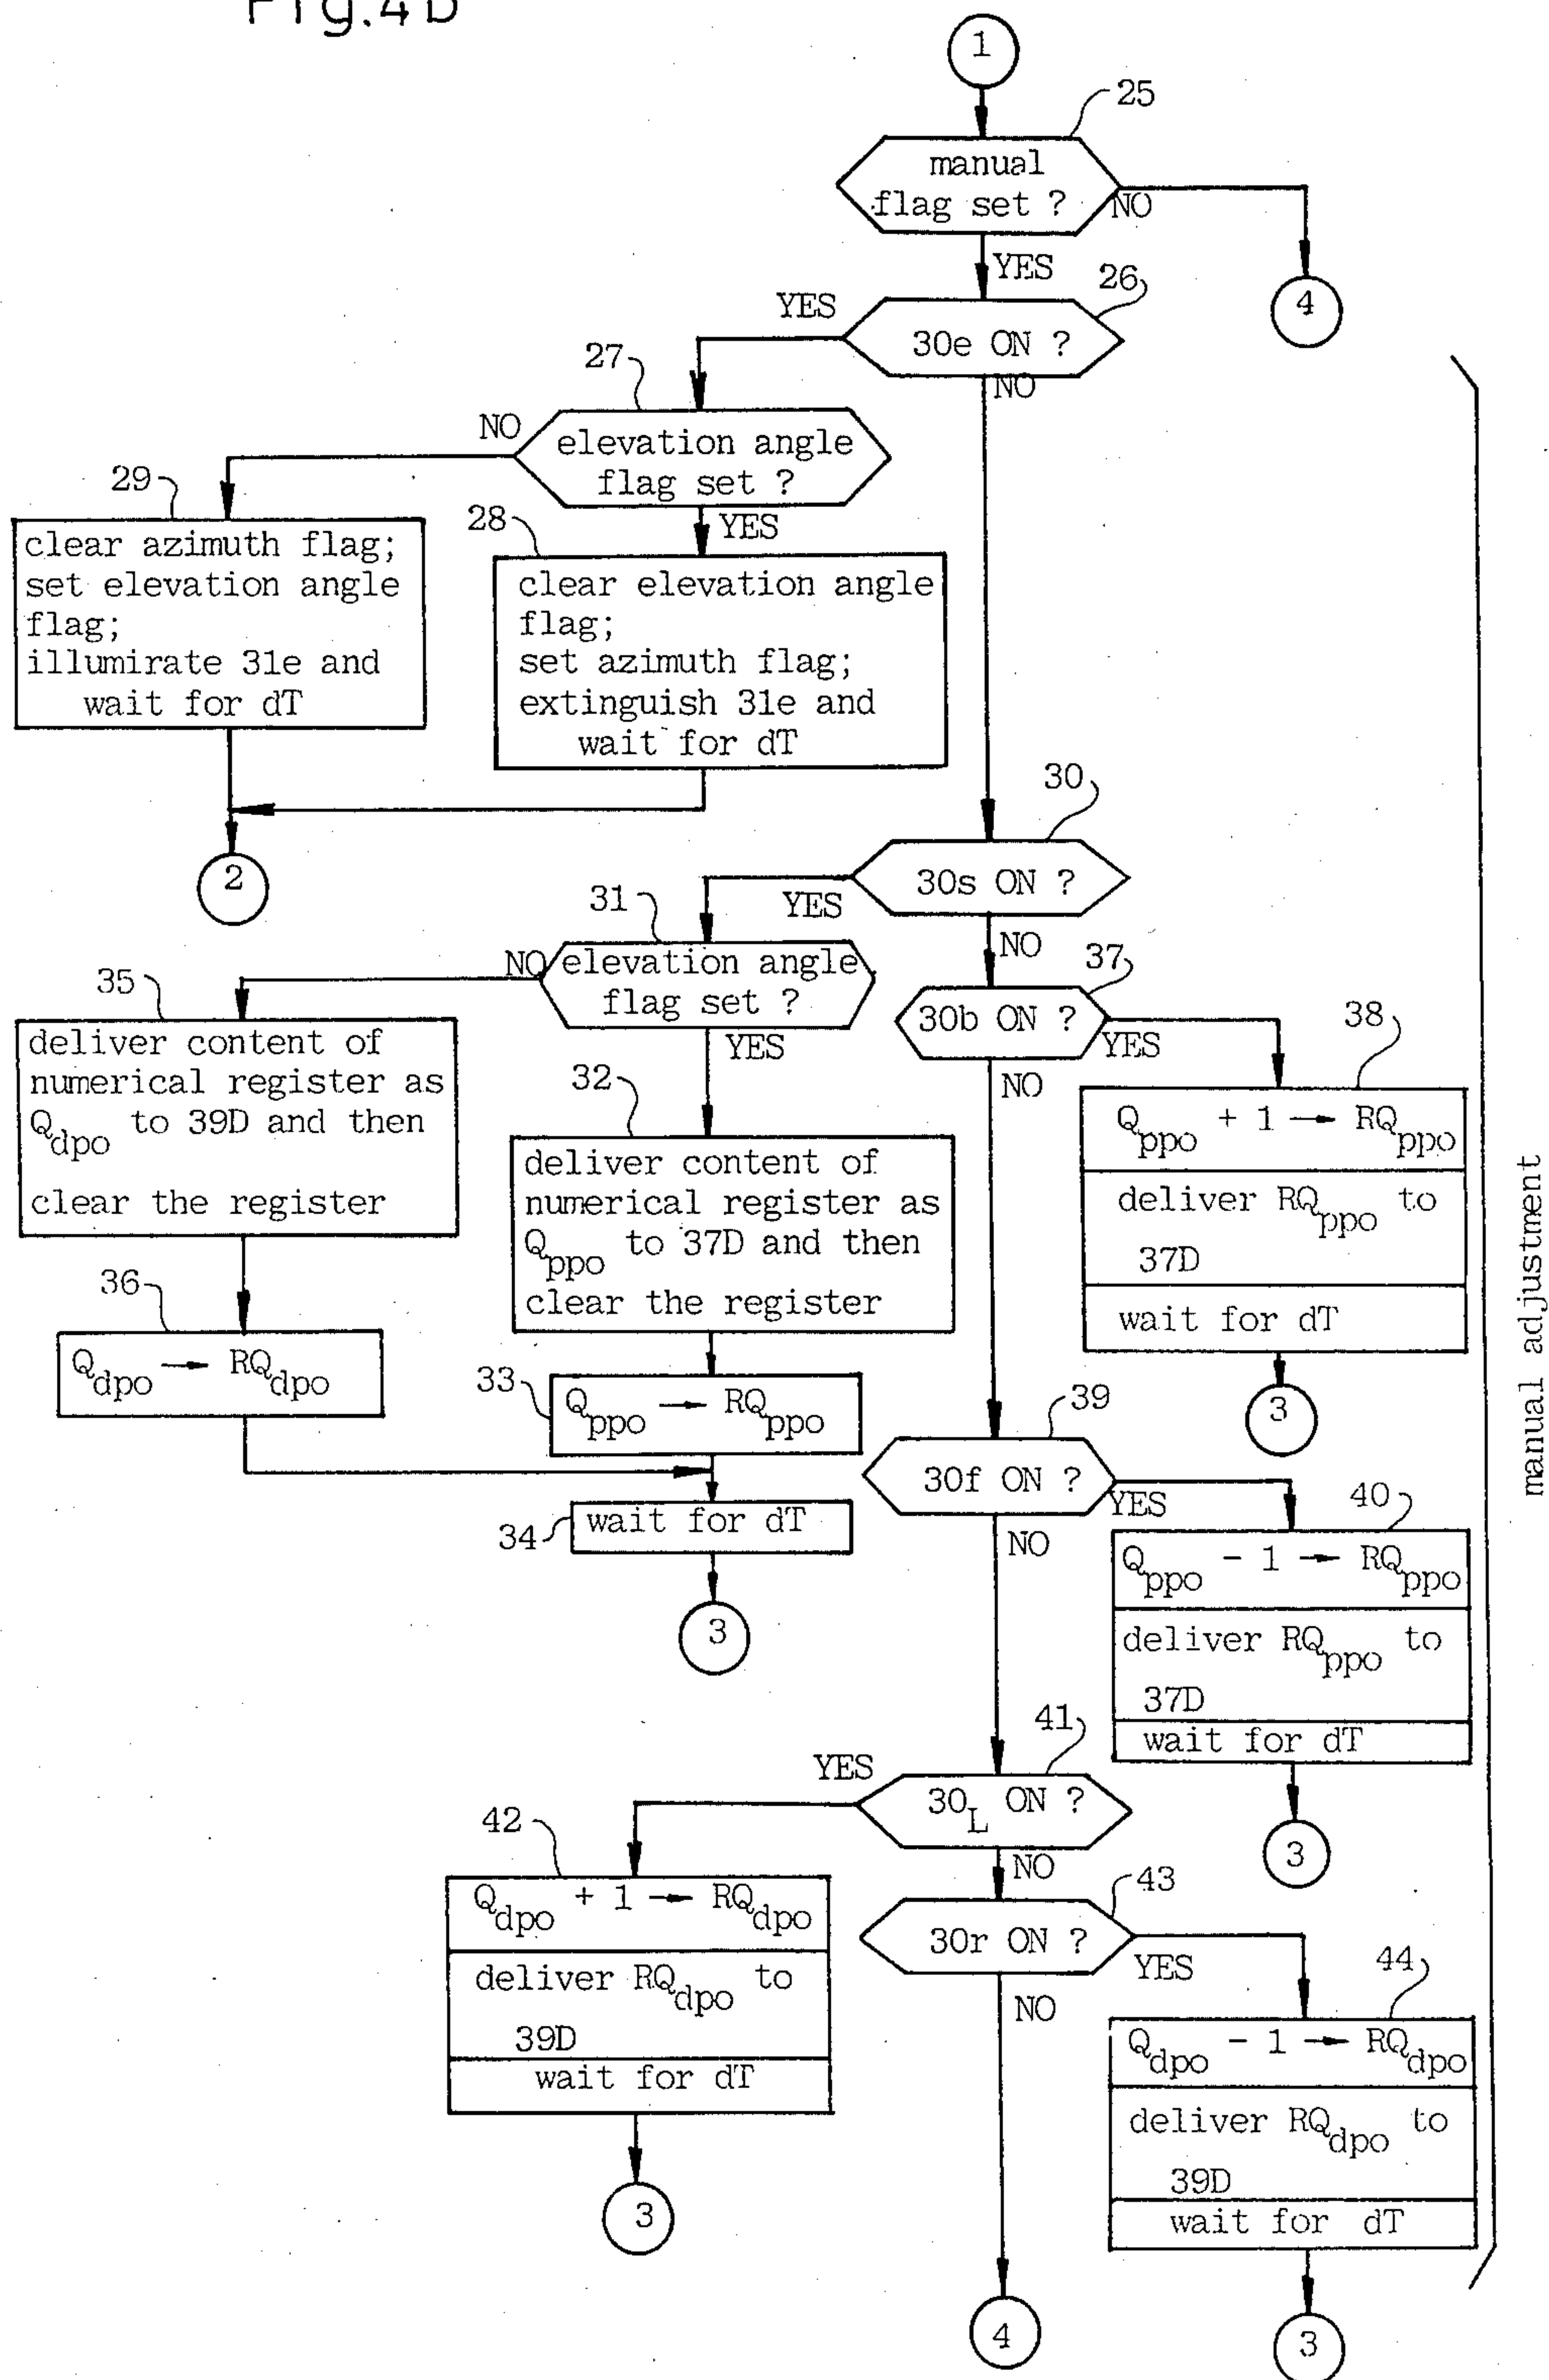 Fig.4b
1
25
manual
flag set ?
NO
YES
4
26
YES
30e ON ?
NO
27
NO
elevation angle
flag set ?
YES
29
clear azimuth flag;
set elevation angle
flag;
illumirate 31e and
wait for dT
28
clear elevation angle
flag;
set azimuth flag;
extinguish 31e and
wait for dT
2
30
30s ON ?
YES
NO
31
NO
elevation angle
flag set ?
YES
35
deliver content of
numerical register as
Qdpo to 39D and then
clear the register
36
Qdpo → RQdpo
32
deliver content of
numerical register as
Qppo to 37D and then
clear the register
33
Qppo → RQppo
34
wait for dT
3
37
30b ON ?
YES
NO
38
Qppo + 1 → RQppo
deliver RQppo to
37D
wait for dT
3
39
30f ON ?
YES
NO
40
Qppo - 1 → RQppo
deliver RQppo to
37D
wait for dT
3
41
YES
30L ON ?
NO
42
Qdpo + 1 → RQdpo
deliver RQdpo to
39D
wait for dT
3
43
30r ON ?
YES
NO
44
Qdpo - 1 → RQdpo
deliver RQdpo to
39D
wait for dT
3
4
manual adjustment